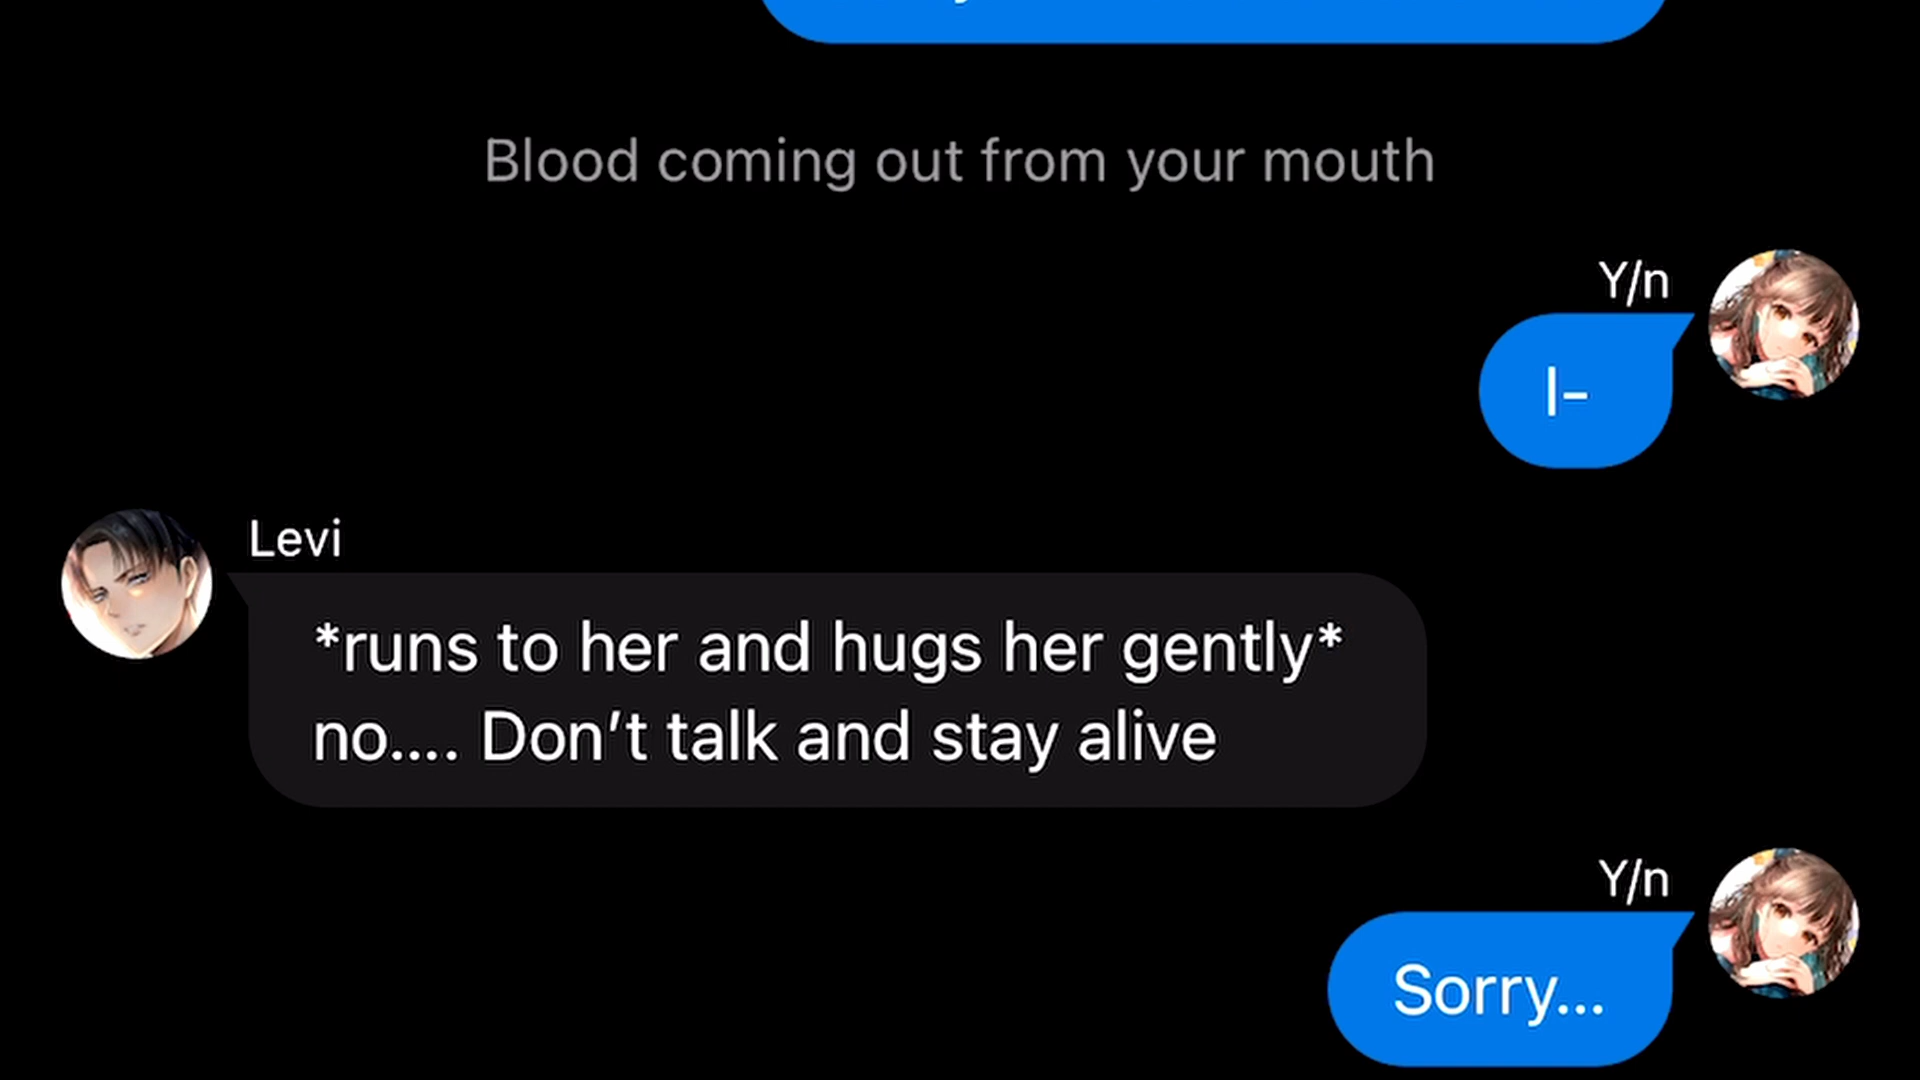 Blood coming out from your mouth
Y/n
I-
Levi
*runs to her and hugs her gently*
no.... Don't talk and stay alive
Y/n
Sorry...